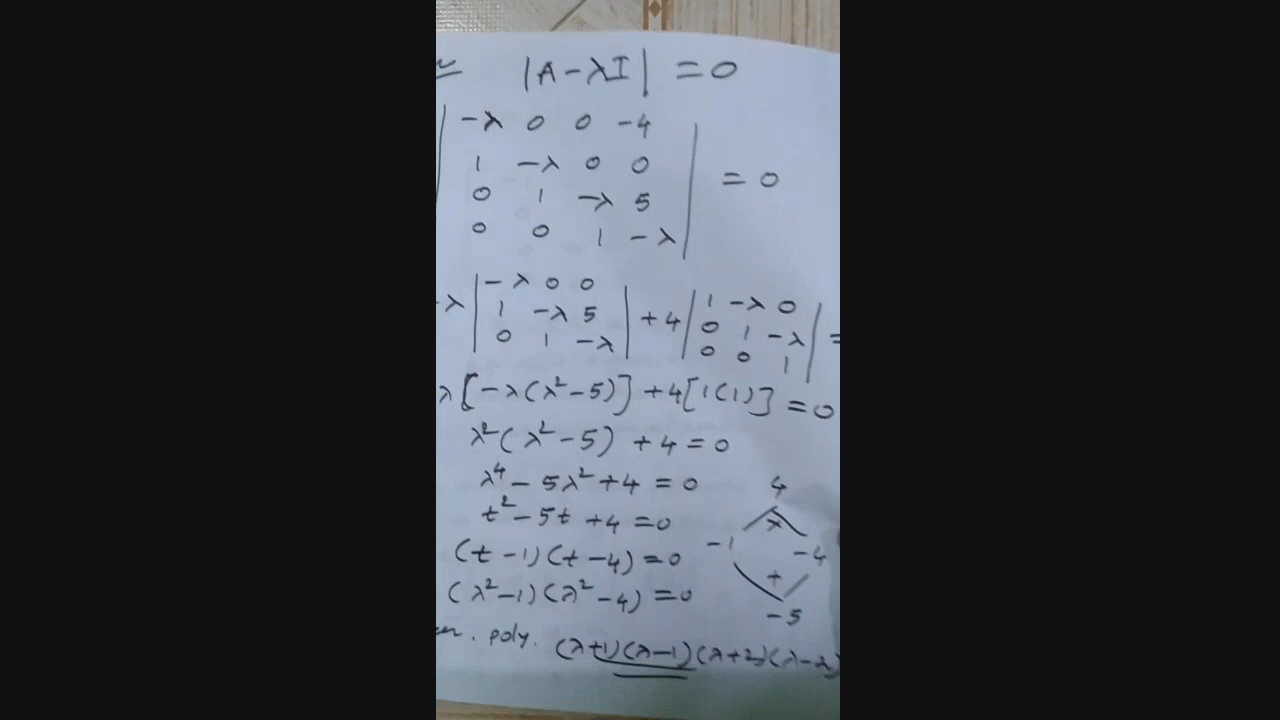 |A - λI| = 0
| -λ 0 0 -4 |
| 1 -λ 0 0 | = 0
| 0 1 -λ 5 |
| 0 0 1 -λ |
-λ | -λ 0 0 | + 4 | 1 -λ 0 | =
| 1 -λ 5 | | 0 1 -λ |
| 0 1 -λ | | 0 0 1 |
λ[-λ(λ²-5)] + 4[1(1)] = 0
λ²(λ²-5) + 4 = 0
λ⁴ - 5λ² + 4 = 0
4
t² - 5t + 4 = 0
×
(t-1)(t-4) = 0
-1 -4
(λ²-1)(λ²-4) = 0
+
-5
poly. (λ+1)(λ-1)(λ+2)(λ-2)